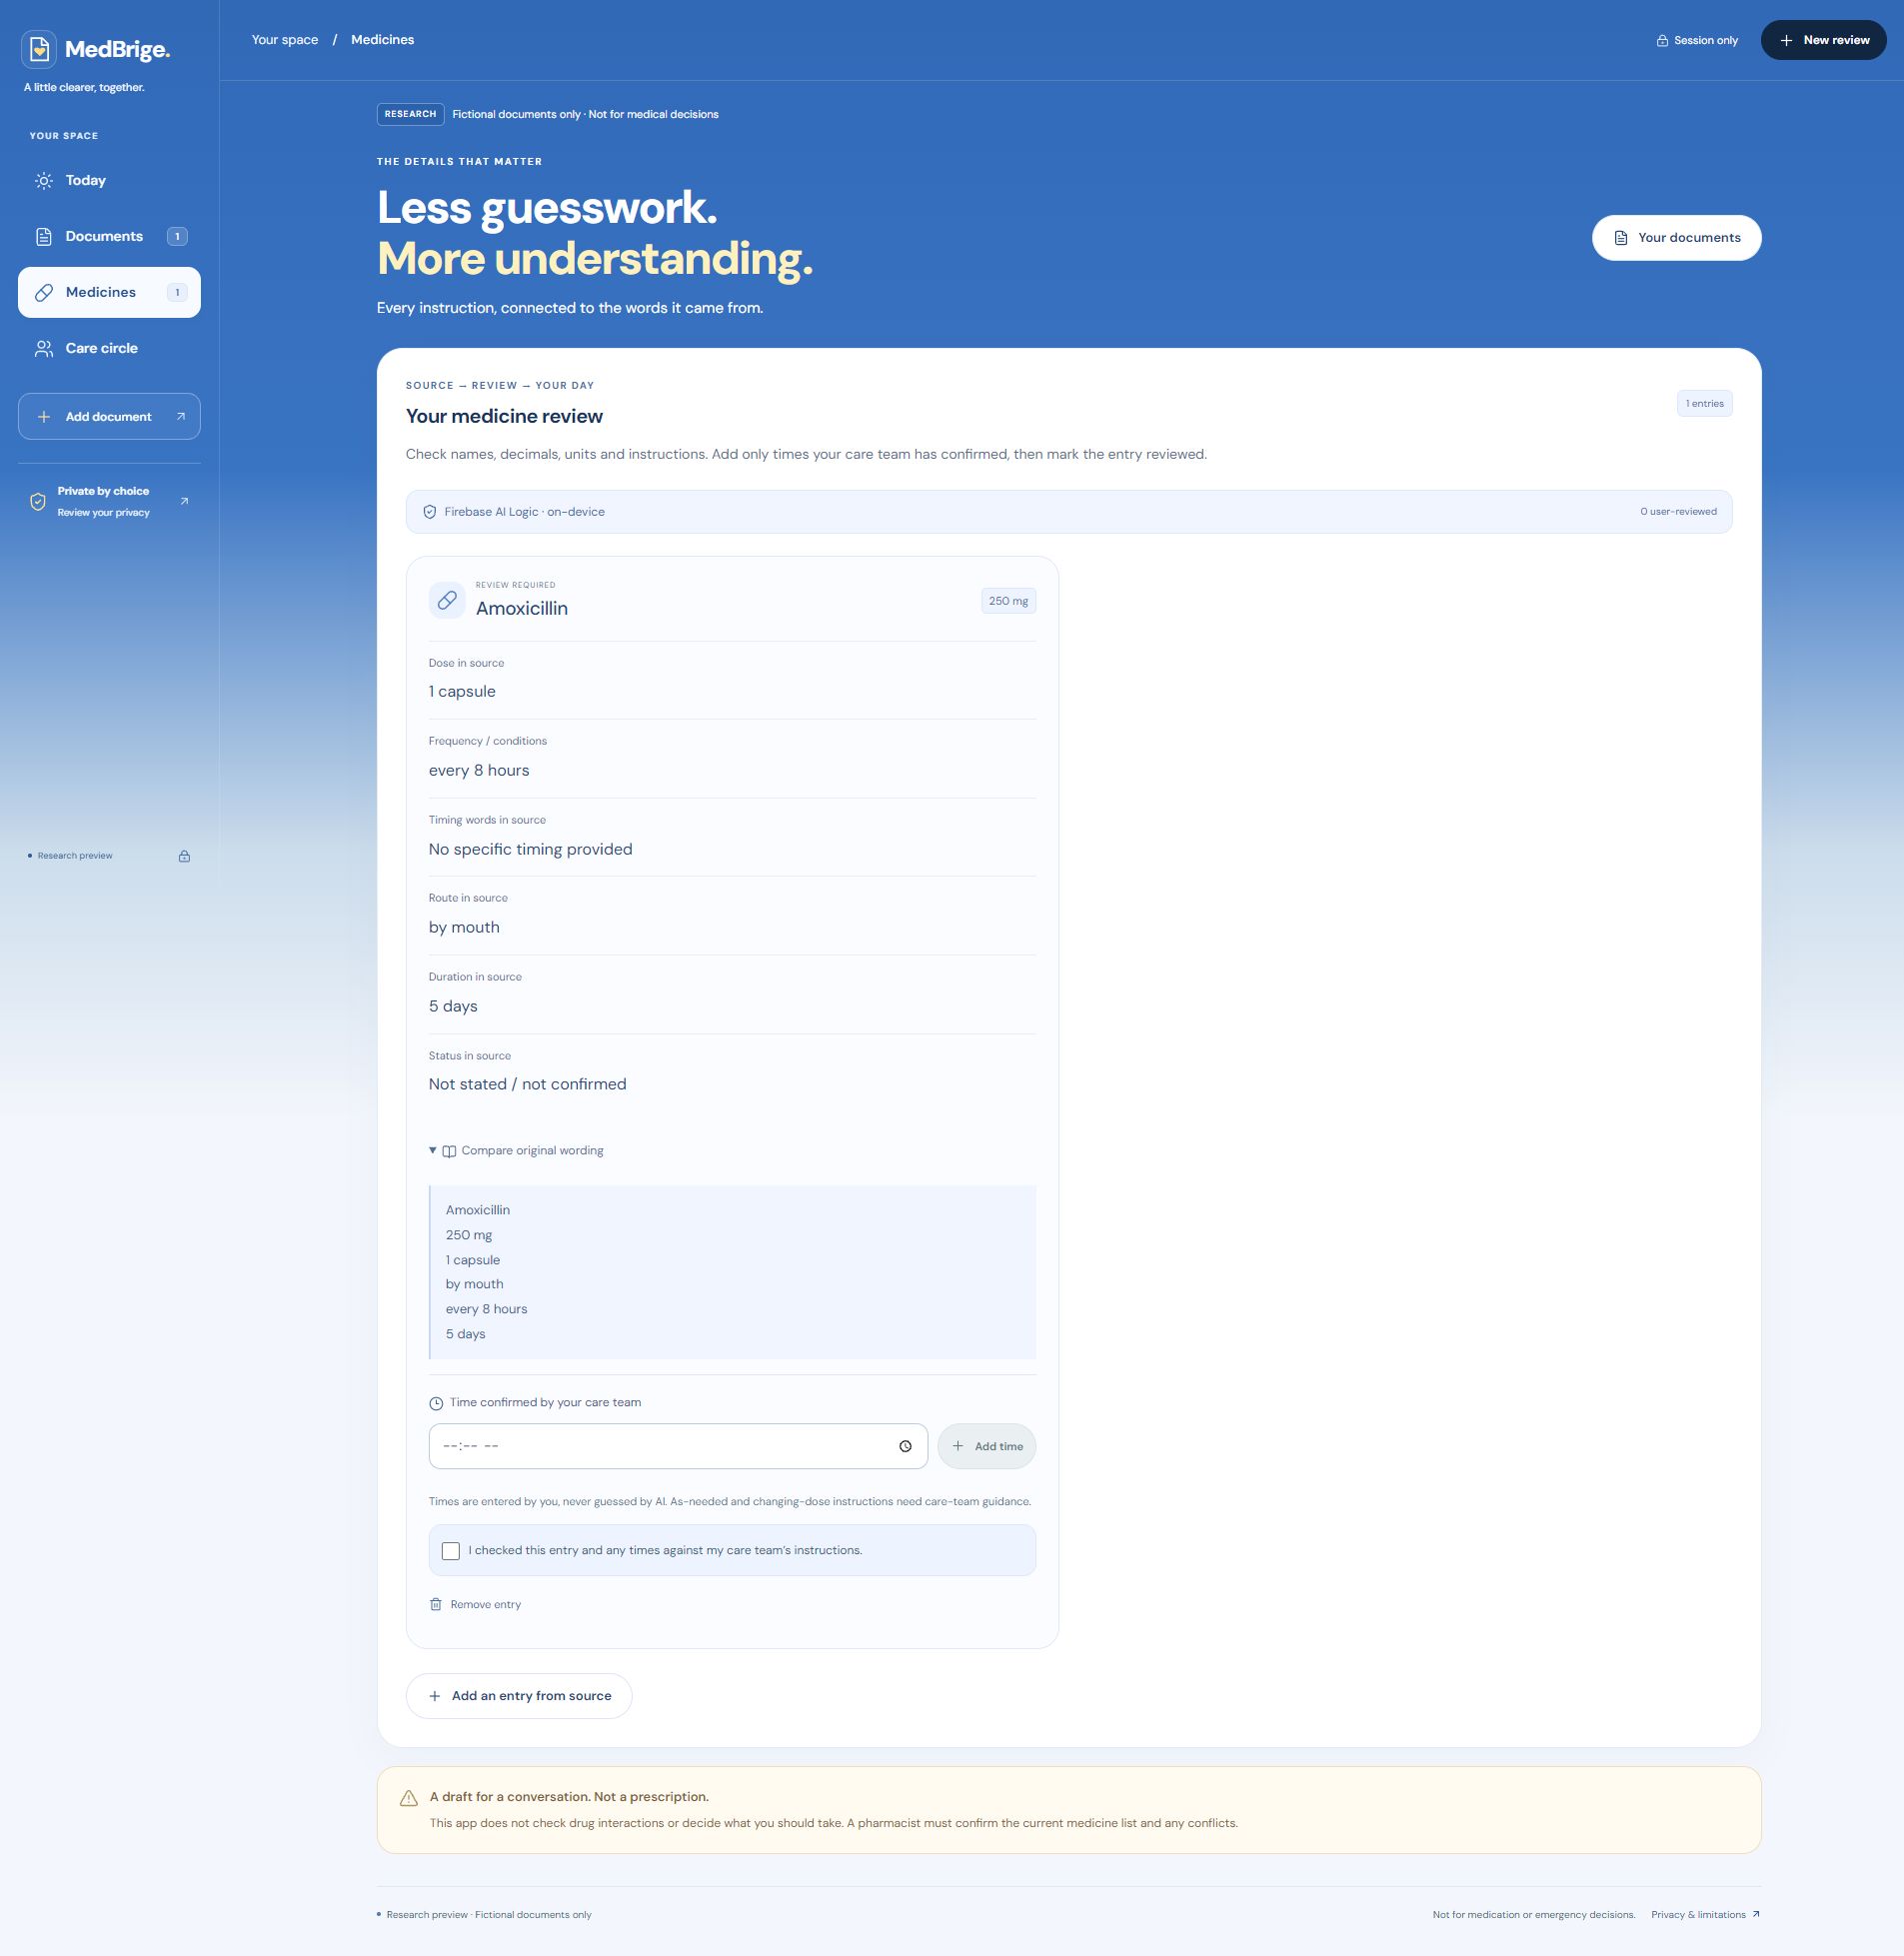 MedBrige.
A little clearer, together.
YOUR SPACE
Today
Documents 1
Medicines 1
Care circle
Add document
Private by choice
Review your privacy
Research preview
Your space / Medicines
Session only
New review
RESEARCH Fictional documents only · Not for medical decisions
THE DETAILS THAT MATTER
Less guesswork.
More understanding.
Every instruction, connected to the words it came from.
Your documents
SOURCE → REVIEW → YOUR DAY
Your medicine review
1 entries
Check names, decimals, units and instructions. Add only times your care team has confirmed, then mark the entry reviewed.
Firebase AI Logic · on-device
0 user-reviewed
REVIEW REQUIRED
Amoxicillin
250 mg
Dose in source
1 capsule
Frequency / conditions
every 8 hours
Timing words in source
No specific timing provided
Route in source
by mouth
Duration in source
5 days
Status in source
Not stated / not confirmed
Compare original wording
Amoxicillin
250 mg
1 capsule
by mouth
every 8 hours
5 days
Time confirmed by your care team
--:-- --
Add time
Times are entered by you, never guessed by AI. As-needed and changing-dose instructions need care-team guidance.
I checked this entry and any times against my care team's instructions.
Remove entry
Add an entry from source
A draft for a conversation. Not a prescription.
This app does not check drug interactions or decide what you should take. A pharmacist must confirm the current medicine list and any conflicts.
Research preview · Fictional documents only
Not for medication or emergency decisions.
Privacy & limitations